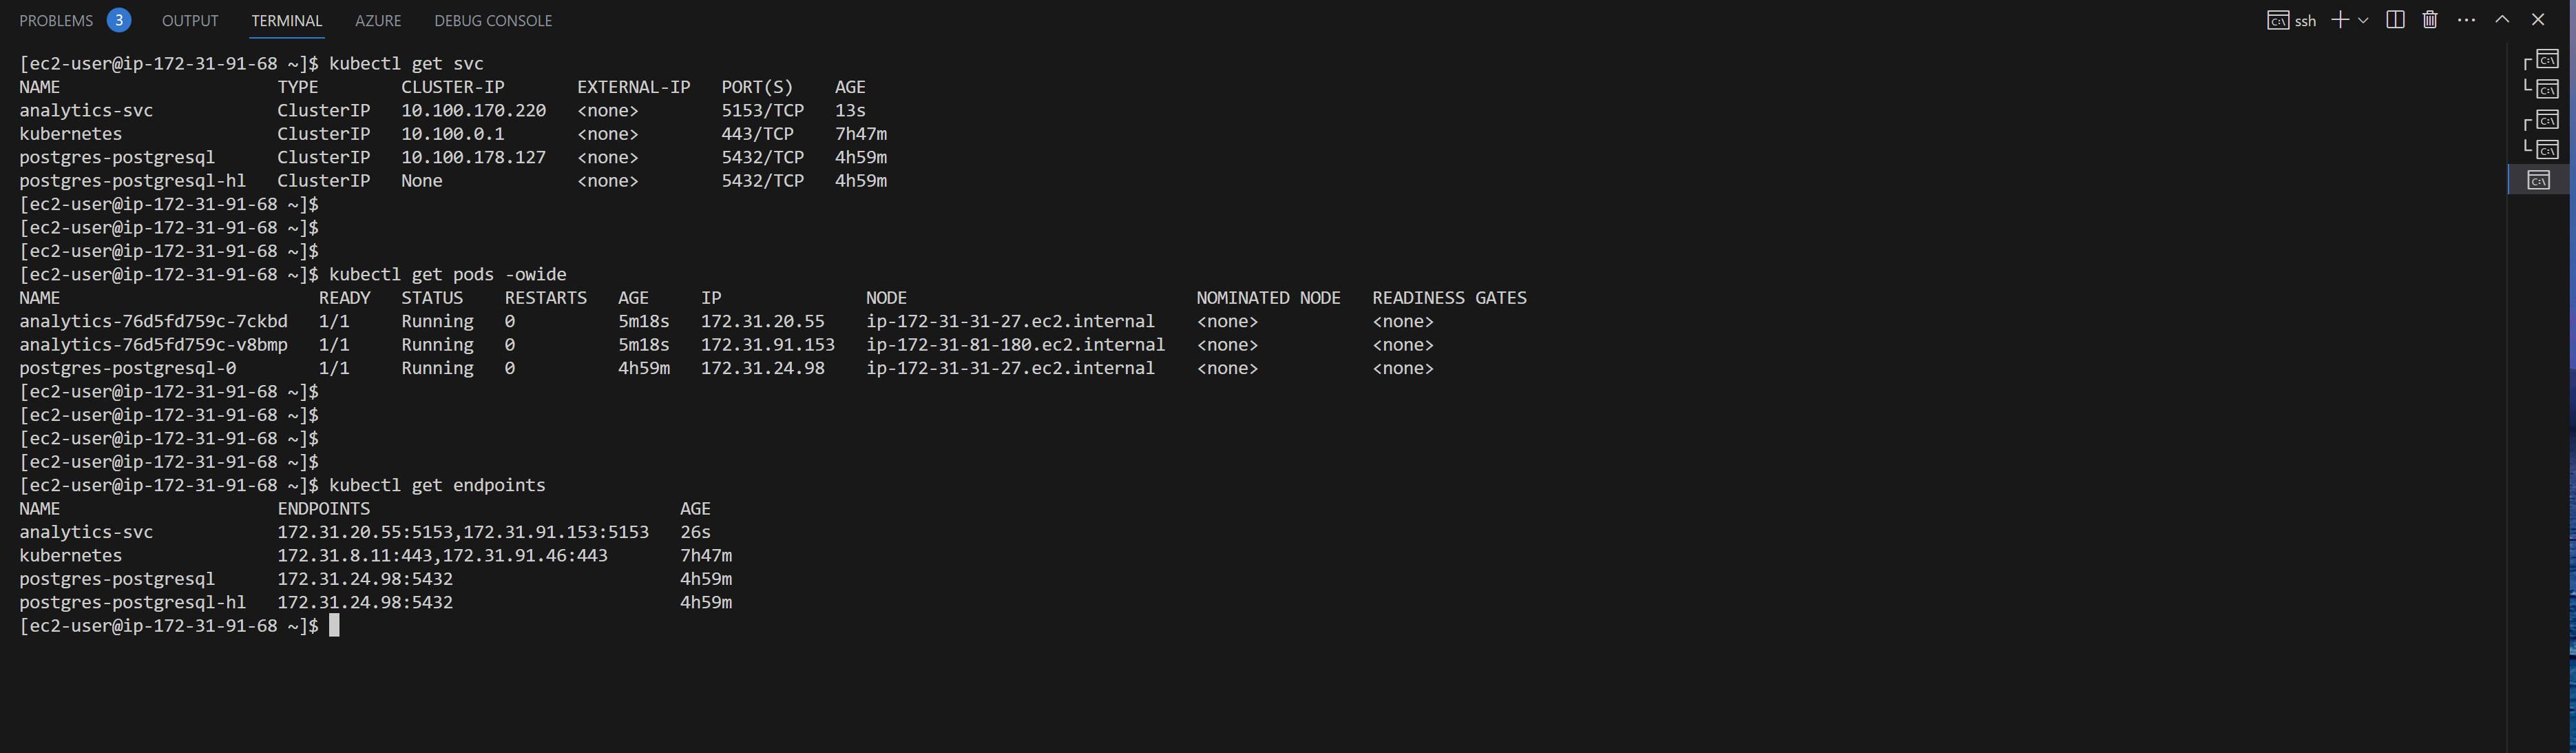 PROBLEMS 3 OUTPUT TERMINAL AZURE DEBUG CONSOLE ssh
[ec2-user@ip-172-31-91-68 ~]$ kubectl get svc
NAME TYPE CLUSTER-IP EXTERNAL-IP PORT(S) AGE
analytics-svc ClusterIP 10.100.170.220 <none> 5153/TCP 13s
kubernetes ClusterIP 10.100.0.1 <none> 443/TCP 7h47m
postgres-postgresql ClusterIP 10.100.178.127 <none> 5432/TCP 4h59m
postgres-postgresql-hl ClusterIP None <none> 5432/TCP 4h59m
[ec2-user@ip-172-31-91-68 ~]$
[ec2-user@ip-172-31-91-68 ~]$
[ec2-user@ip-172-31-91-68 ~]$
[ec2-user@ip-172-31-91-68 ~]$ kubectl get pods -owide
NAME READY STATUS RESTARTS AGE IP NODE NOMINATED NODE READINESS GATES
analytics-76d5fd759c-7ckbd 1/1 Running 0 5m18s 172.31.20.55 ip-172-31-31-27.ec2.internal <none> <none>
analytics-76d5fd759c-v8bmp 1/1 Running 0 5m18s 172.31.91.153 ip-172-31-81-180.ec2.internal <none> <none>
postgres-postgresql-0 1/1 Running 0 4h59m 172.31.24.98 ip-172-31-31-27.ec2.internal <none> <none>
[ec2-user@ip-172-31-91-68 ~]$
[ec2-user@ip-172-31-91-68 ~]$
[ec2-user@ip-172-31-91-68 ~]$
[ec2-user@ip-172-31-91-68 ~]$
[ec2-user@ip-172-31-91-68 ~]$ kubectl get endpoints
NAME ENDPOINTS AGE
analytics-svc 172.31.20.55:5153,172.31.91.153:5153 26s
kubernetes 172.31.8.11:443,172.31.91.46:443 7h47m
postgres-postgresql 172.31.24.98:5432 4h59m
postgres-postgresql-hl 172.31.24.98:5432 4h59m
[ec2-user@ip-172-31-91-68 ~]$